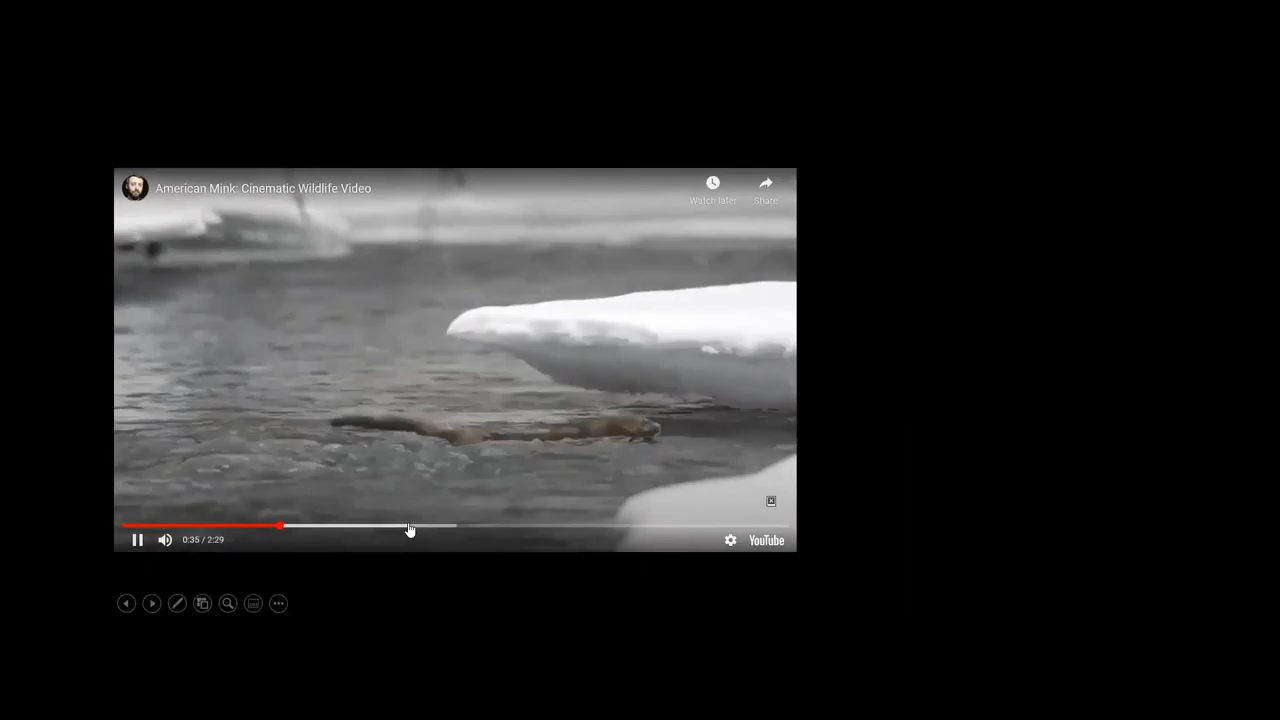 American Mink: Cinematic Wildlife Video
Watch later
Share
0:35 / 2:29
YouTube